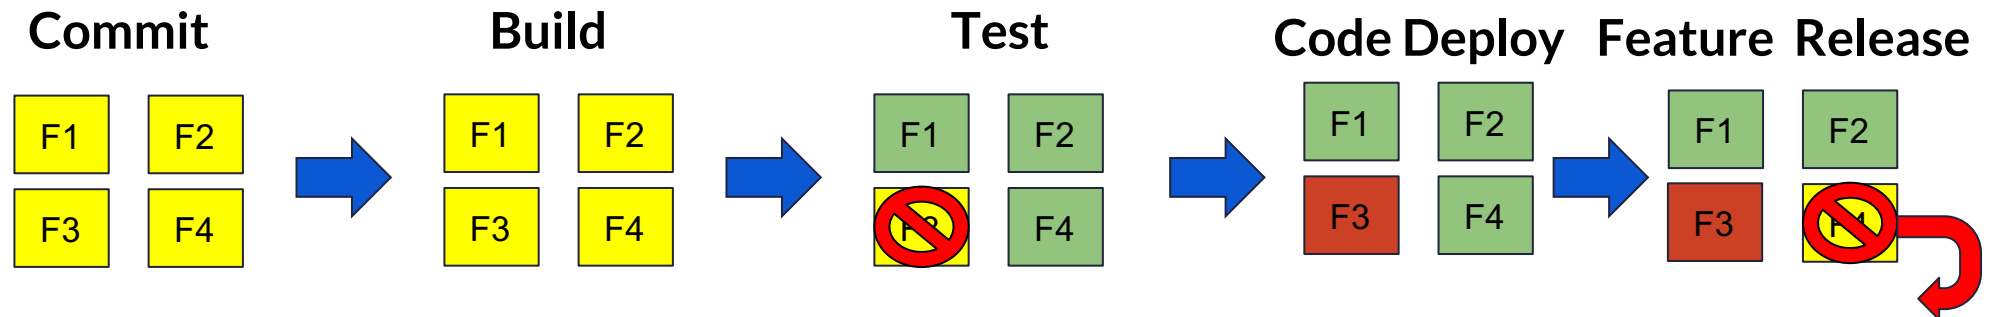 Commit
Build
Test
Code Deploy
Feature Release
F1 F2
F3 F4
F1 F2
F3 F4
F1 F2
F4
F1 F2
F3 F4
F1 F2
F3